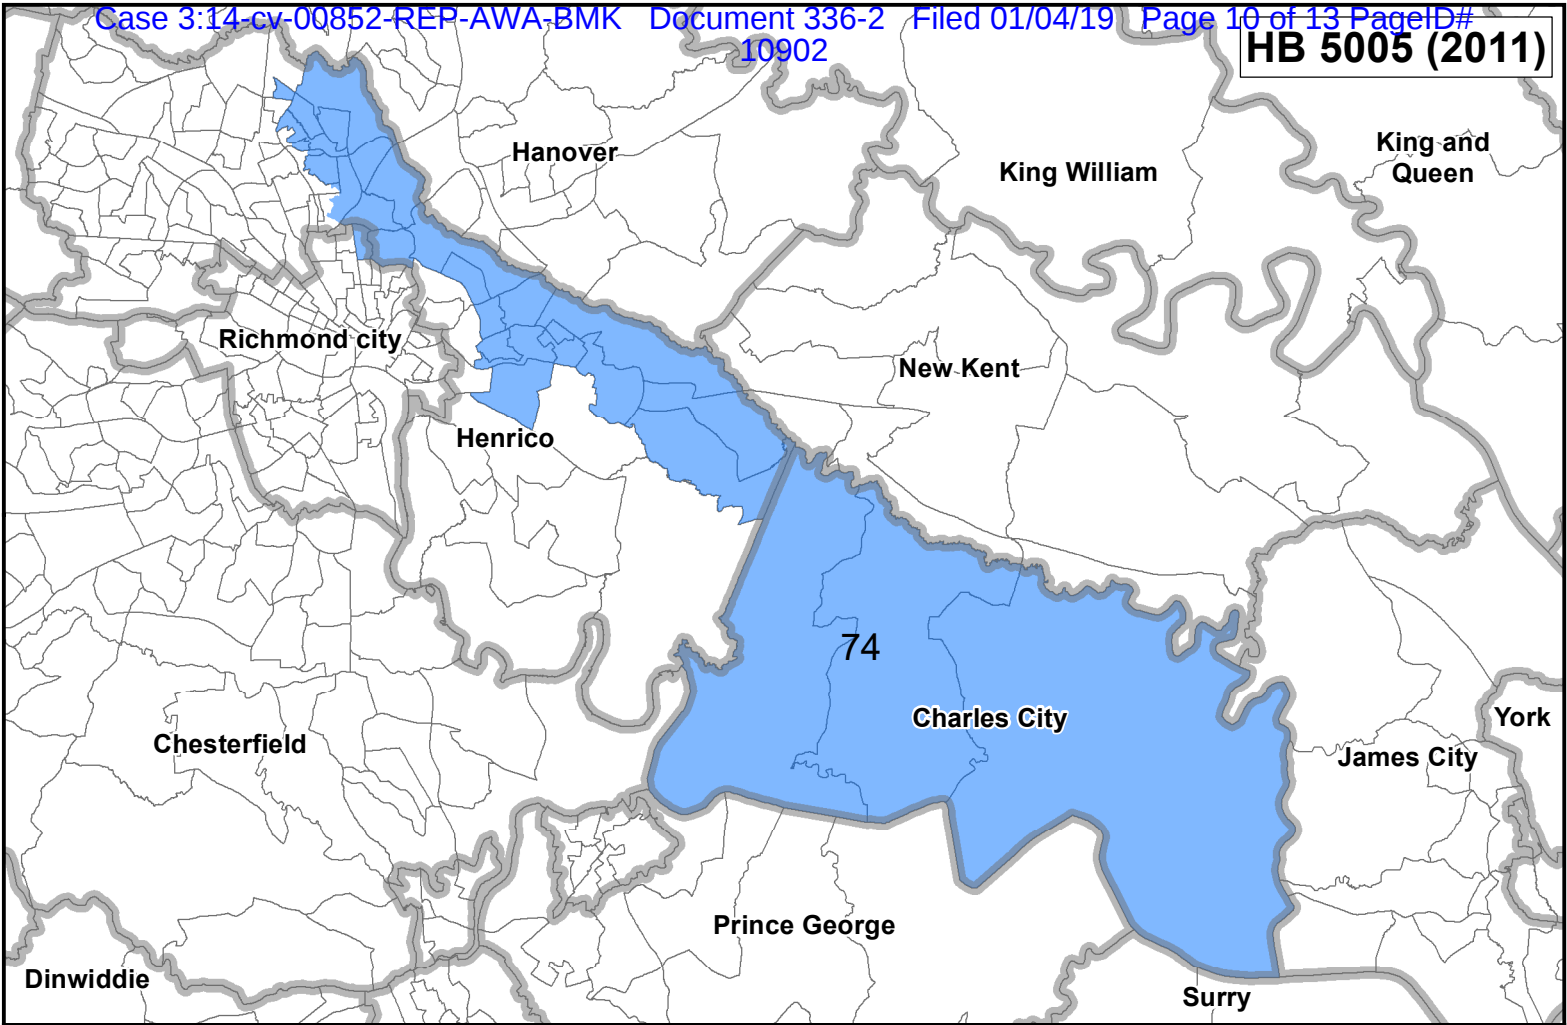 Case 3:14-cv-00852-REP-AWA-BMK Document 336-2 Filed 01/04/19 Page 10 of 13 PageID#
10902
HB 5005 (2011)
Hanover
King William
King and
Queen
Richmond city
New Kent
Henrico
74
Charles City
York
Chesterfield
James City
Prince George
Dinwiddie
Surry